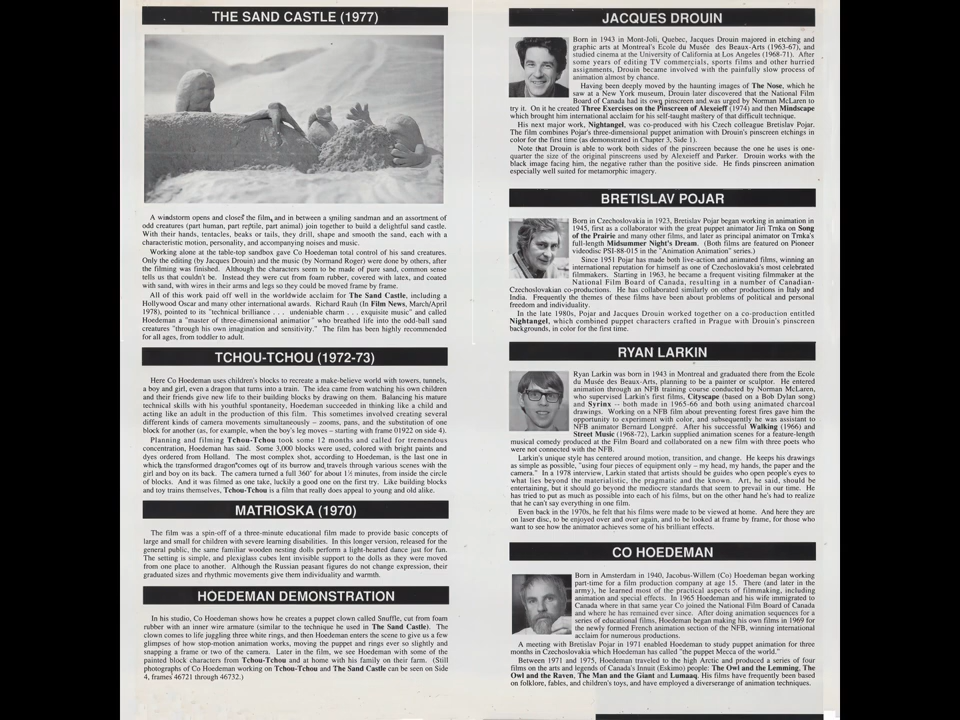 THE SAND CASTLE (1977)
A windstorm opens and closes the film, and in between a smiling sandman and an assortment of
odd creatures (part human, part reptile, part animal) join together to build a delightful sand castle.
With their hands, tentacles, beaks or tails, they drill, shape and smooth the sand, each with a
characteristic motion, personality, and accompanying noises and music.
Working alone at the table-top sandbox gave Co Hoedeman total control of his sand creatures.
Only the editing (by Jacques Drouin) and the music (by Normand Roger) were done by others, after
the filming was finished. Although the characters seem to be made of pure sand, common sense
tells us that couldn't be. Instead they were cut from foam rubber, covered with latex, and coated
with sand, with wires in their arms and legs so they could be moved frame by frame.
All of this work paid off well in the worldwide acclaim for The Sand Castle, including a
Hollywood Oscar and many other international awards. Richard Rauh (In Film News, March/April
1978), pointed to its "technical brilliance . . . undeniable charm . . . exquisite music" and called
Hoedeman a "master of three-dimensional animation" who breathed life into the odd-ball sand
creatures "through his own imagination and sensitivity." The film has been highly recommended
for all ages, from toddler to adult.
TCHOU-TCHOU (1972-73)
Here Co Hoedeman uses children's blocks to recreate a make-believe world with towers, tunnels,
a boy and girl, even a dragon that turns into a train. The idea came from watching his own children
and their friends give new life to their building blocks by drawing on them. Balancing his mature
technical skills with his youthful spontaneity, Hoedeman succeeded in thinking like a child and
acting like an adult in the production of this film. This sometimes involved creating several
different kinds of camera movements simultaneously – zooms, pans, and the substitution of one
block for another (as, for example, when the boy's leg moves – starting with frame 01922 on side 4).
Planning and filming Tchou-Tchou took some 12 months and called for tremendous
concentration, Hoedeman has said. Some 3,000 blocks were used, colored with bright paints and
dyes ordered from Holland. The most complex shot, according to Hoedeman, is the last one in
which the transformed dragon comes out of its burrow and travels through various scenes with the
girl and boy on its back. The camera turned a full 360° for about 1½ minutes, from inside the circle
of blocks. And it was filmed as one take, luckily a good one on the first try. Like building blocks
and toy trains themselves, Tchou-Tchou is a film that really does appeal to young and old alike.
MATRIOSKA (1970)
The film was a spin-off of a three-minute educational film made to provide basic concepts of
large and small for children with severe learning disabilities. In this longer version, released for the
general public, the same familiar wooden nesting dolls perform a light-hearted dance just for fun.
The setting is simple, and plexiglass cubes lent invisible support to the dolls as they were moved
from one place to another. Although the Russian peasant figures do not change expression, their
graduated sizes and rhythmic movements give them individuality and warmth.
HOEDEMAN DEMONSTRATION
In his studio, Co Hoedeman shows how he creates a puppet clown called Snuffle, cut from foam
rubber with an inner wire armature (similar to the technique he used in The Sand Castle). The
clown comes to life juggling three white rings, and then Hoedeman enters the scene to give us a few
glimpses of how stop-motion animation works, moving the puppet and rings ever so slightly and
snapping a frame or two of the camera. Later in the film, we see Hoedeman with some of the
painted block characters from Tchou-Tchou and at home with his family on their farm. (Still
photographs of Co Hoedeman working on Tchou-Tchou and The Sand Castle can be seen on Side
4, frames 46721 through 46732.)
JACQUES DROUIN
Born in 1943 in Mont-Joli, Quebec, Jacques Drouin majored in etching and
graphic arts at Montreal's Ecole du Musée des Beaux-Arts (1963-67), and
studied cinema at the University of California at Los Angeles (1968-71). After
some years of editing TV commercials, sports films and other hurried
assignments, Drouin became involved with the painfully slow process of
animation almost by chance.
Having been deeply moved by the haunting images of The Nose, which he
saw at a New York museum, Drouin later discovered that the National Film
Board of Canada had its own pinscreen and was urged by Norman McLaren to
try it. On it he created Three Exercises on the Pinscreen of Alexeieff (1974) and then Mindscape
which brought him international acclaim for his self-taught mastery of that difficult technique.
His next major work, Nightangel, was co-produced with his Czech colleague Bretislav Pojar.
The film combines Pojar's three-dimensional puppet animation with Drouin's pinscreen etchings in
color for the first time (as demonstrated in Chapter 3, Side 1).
Note that Drouin is able to work both sides of the pinscreen because the one he uses is one-
quarter the size of the original pinscreens used by Alexeieff and Parker. Drouin works with the
black image facing him, the negative rather than the positive side. He finds pinscreen animation
especially well suited for metamorphic imagery.
BRETISLAV POJAR
Born in Czechoslovakia in 1923, Bretislav Pojar began working in animation in
1945, first as a collaborator with the great puppet animator Jiri Trnka on Song
of the Prairie and many other films, and later as principal animator on Trnka's
full-length Midsummer Night's Dream. (Both films are featured on Pioneer
videodisc PSI-88-015 in the "Animation Animation" series.)
Since 1951 Pojar has made both live-action and animated films, winning an
international reputation for himself as one of Czechoslovakia's most celebrated
filmmakers. Starting in 1963, he became a frequent visiting filmmaker at the
National Film Board of Canada, resulting in a number of Canadian-
Czechoslovakian co-productions. He has collaborated similarly on other productions in Italy and
India. Frequently the themes of these films have been about problems of political and personal
freedom and individuality.
In the late 1980s, Pojar and Jacques Drouin worked together on a co-production entitled
Nightangel, which combined puppet characters crafted in Prague with Drouin's pinscreen
backgrounds, in color for the first time.
RYAN LARKIN
Ryan Larkin was born in 1943 in Montreal and graduated there from the Ecole
du Musée des Beaux-Arts, planning to be a painter or sculptor. He entered
animation through an NFB training course conducted by Norman McLaren,
who supervised Larkin's first films, Cityscape (based on a Bob Dylan song)
and Syrinx -- both made in 1965-66 and both using animated charcoal
drawings. Working on a NFB film about preventing forest fires gave him the
opportunity to experiment with color, and subsequently he was assistant to
NFB animator Bernard Longpré. After his successful Walking (1966) and
Street Music (1968-72), Larkin supplied animation scenes for a feature-length
musical comedy produced at the Film Board and collaborated on a new film with three poets who
were not connected with the NFB.
Larkin's unique style has centered around motion, transition, and change. He keeps his drawings
as simple as possible, "using four pieces of equipment only – my head, my hands, the paper and the
camera." In a 1978 interview, Larkin stated that artists should be guides who open people's eyes to
what lies beyond the materialistic, the pragmatic and the known. Art, he said, should be
entertaining, but it should go beyond the mediocre standards that seem to prevail in our time. He
has tried to put as much as possible into each of his films, but on the other hand he's had to realize
that he can't say everything in one film.
Even back in the 1970s, he felt that his films were made to be viewed at home. And here they are
on laser disc, to be enjoyed over and over again, and to be looked at frame by frame, for those who
want to see how the animator achieves some of his brilliant effects.
CO HOEDEMAN
Born in Amsterdam in 1940, Jacobus-Willem (Co) Hoedeman began working
part-time for a film production company at age 15. There (and later in the
army), he learned most of the practical aspects of filmmaking, including
animation and special effects. In 1965 Hoedeman and his wife immigrated to
Canada where in that same year Co joined the National Film Board of Canada
and where he has remained ever since. After doing animation sequences for a
series of educational films, Hoedeman began making his own films in 1969 for
the newly formed French animation section of the NFB, winning international
acclaim for numerous productions.
A meeting with Bretislav Pojar in 1971 enabled Hoedeman to study puppet animation for three
months in Czechoslovakia which Hoedeman has called "the puppet Mecca of the world."
Between 1971 and 1975, Hoedeman traveled to the high Arctic and produced a series of four
films on the arts and legends of Canada's Innuit (Eskimo) people: The Owl and the Lemming, The
Owl and the Raven, The Man and the Giant and Lumaaq. His films have frequently been based
on folklore, fables, and children's toys, and have employed a diverserange of animation techniques.